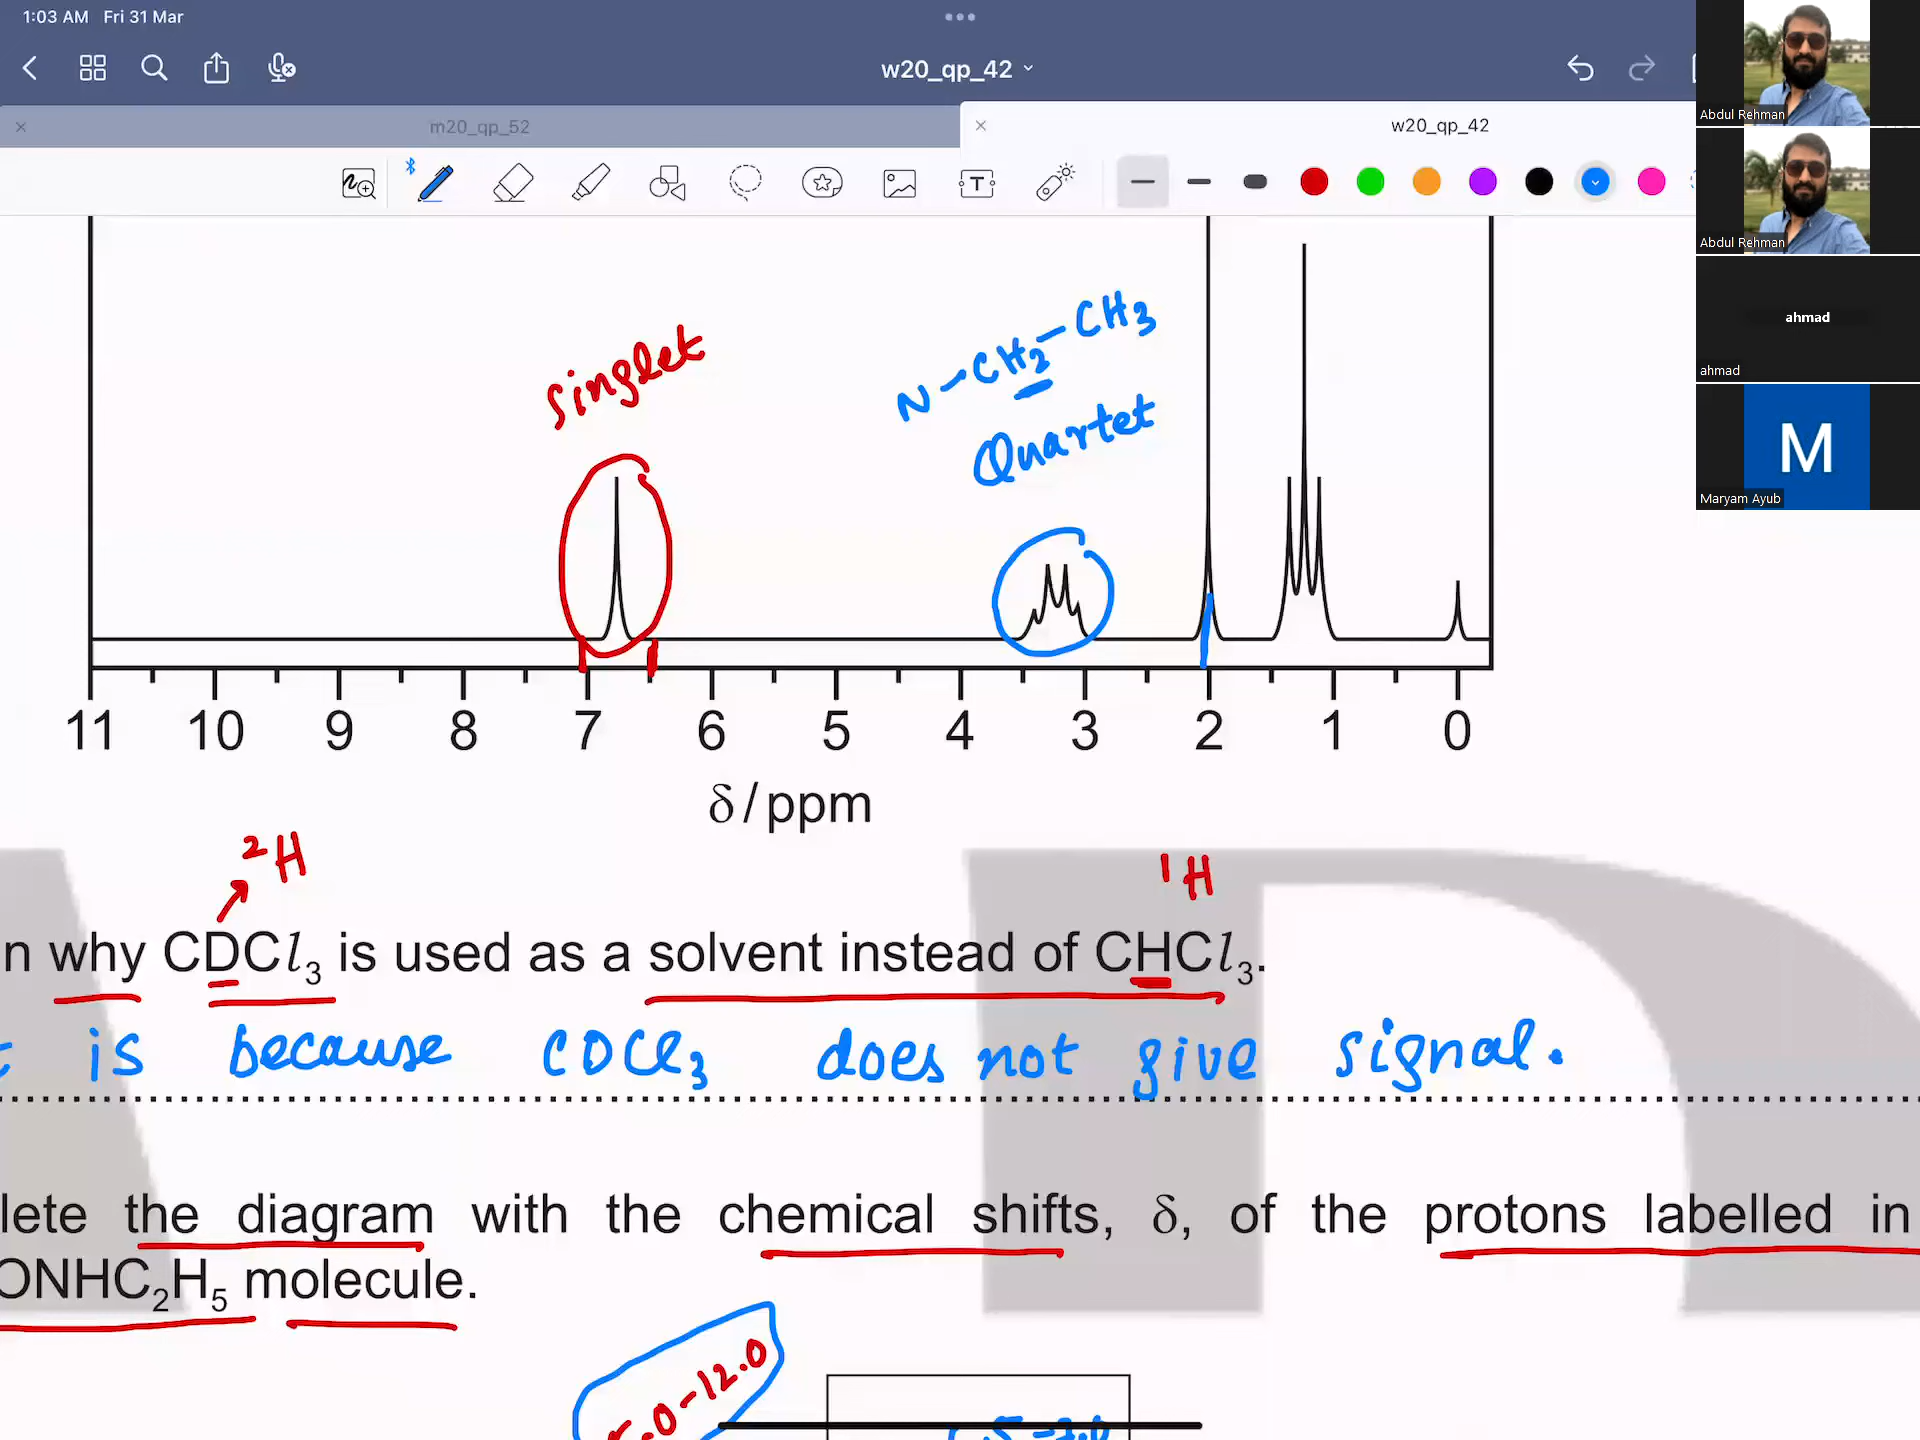 1:03 AM Fri 31 Mar
w20_qp_42
m20_qp_52
w20_qp_42
Abdul Rehman
Abdul Rehman
ahmad
ahmad
M
Maryam Ayub
Singlet
N-CH2-CH3
Quartet
11 10 9 8 7 6 5 4 3 2 1 0
δ/ppm
²H
¹H
n why CDCl₃ is used as a solvent instead of CHCl₃.
is because CDCl₃ does not give signal.
lete the diagram with the chemical shifts, δ, of the protons labelled in
ONHC₂H₅ molecule.
.0-12.0